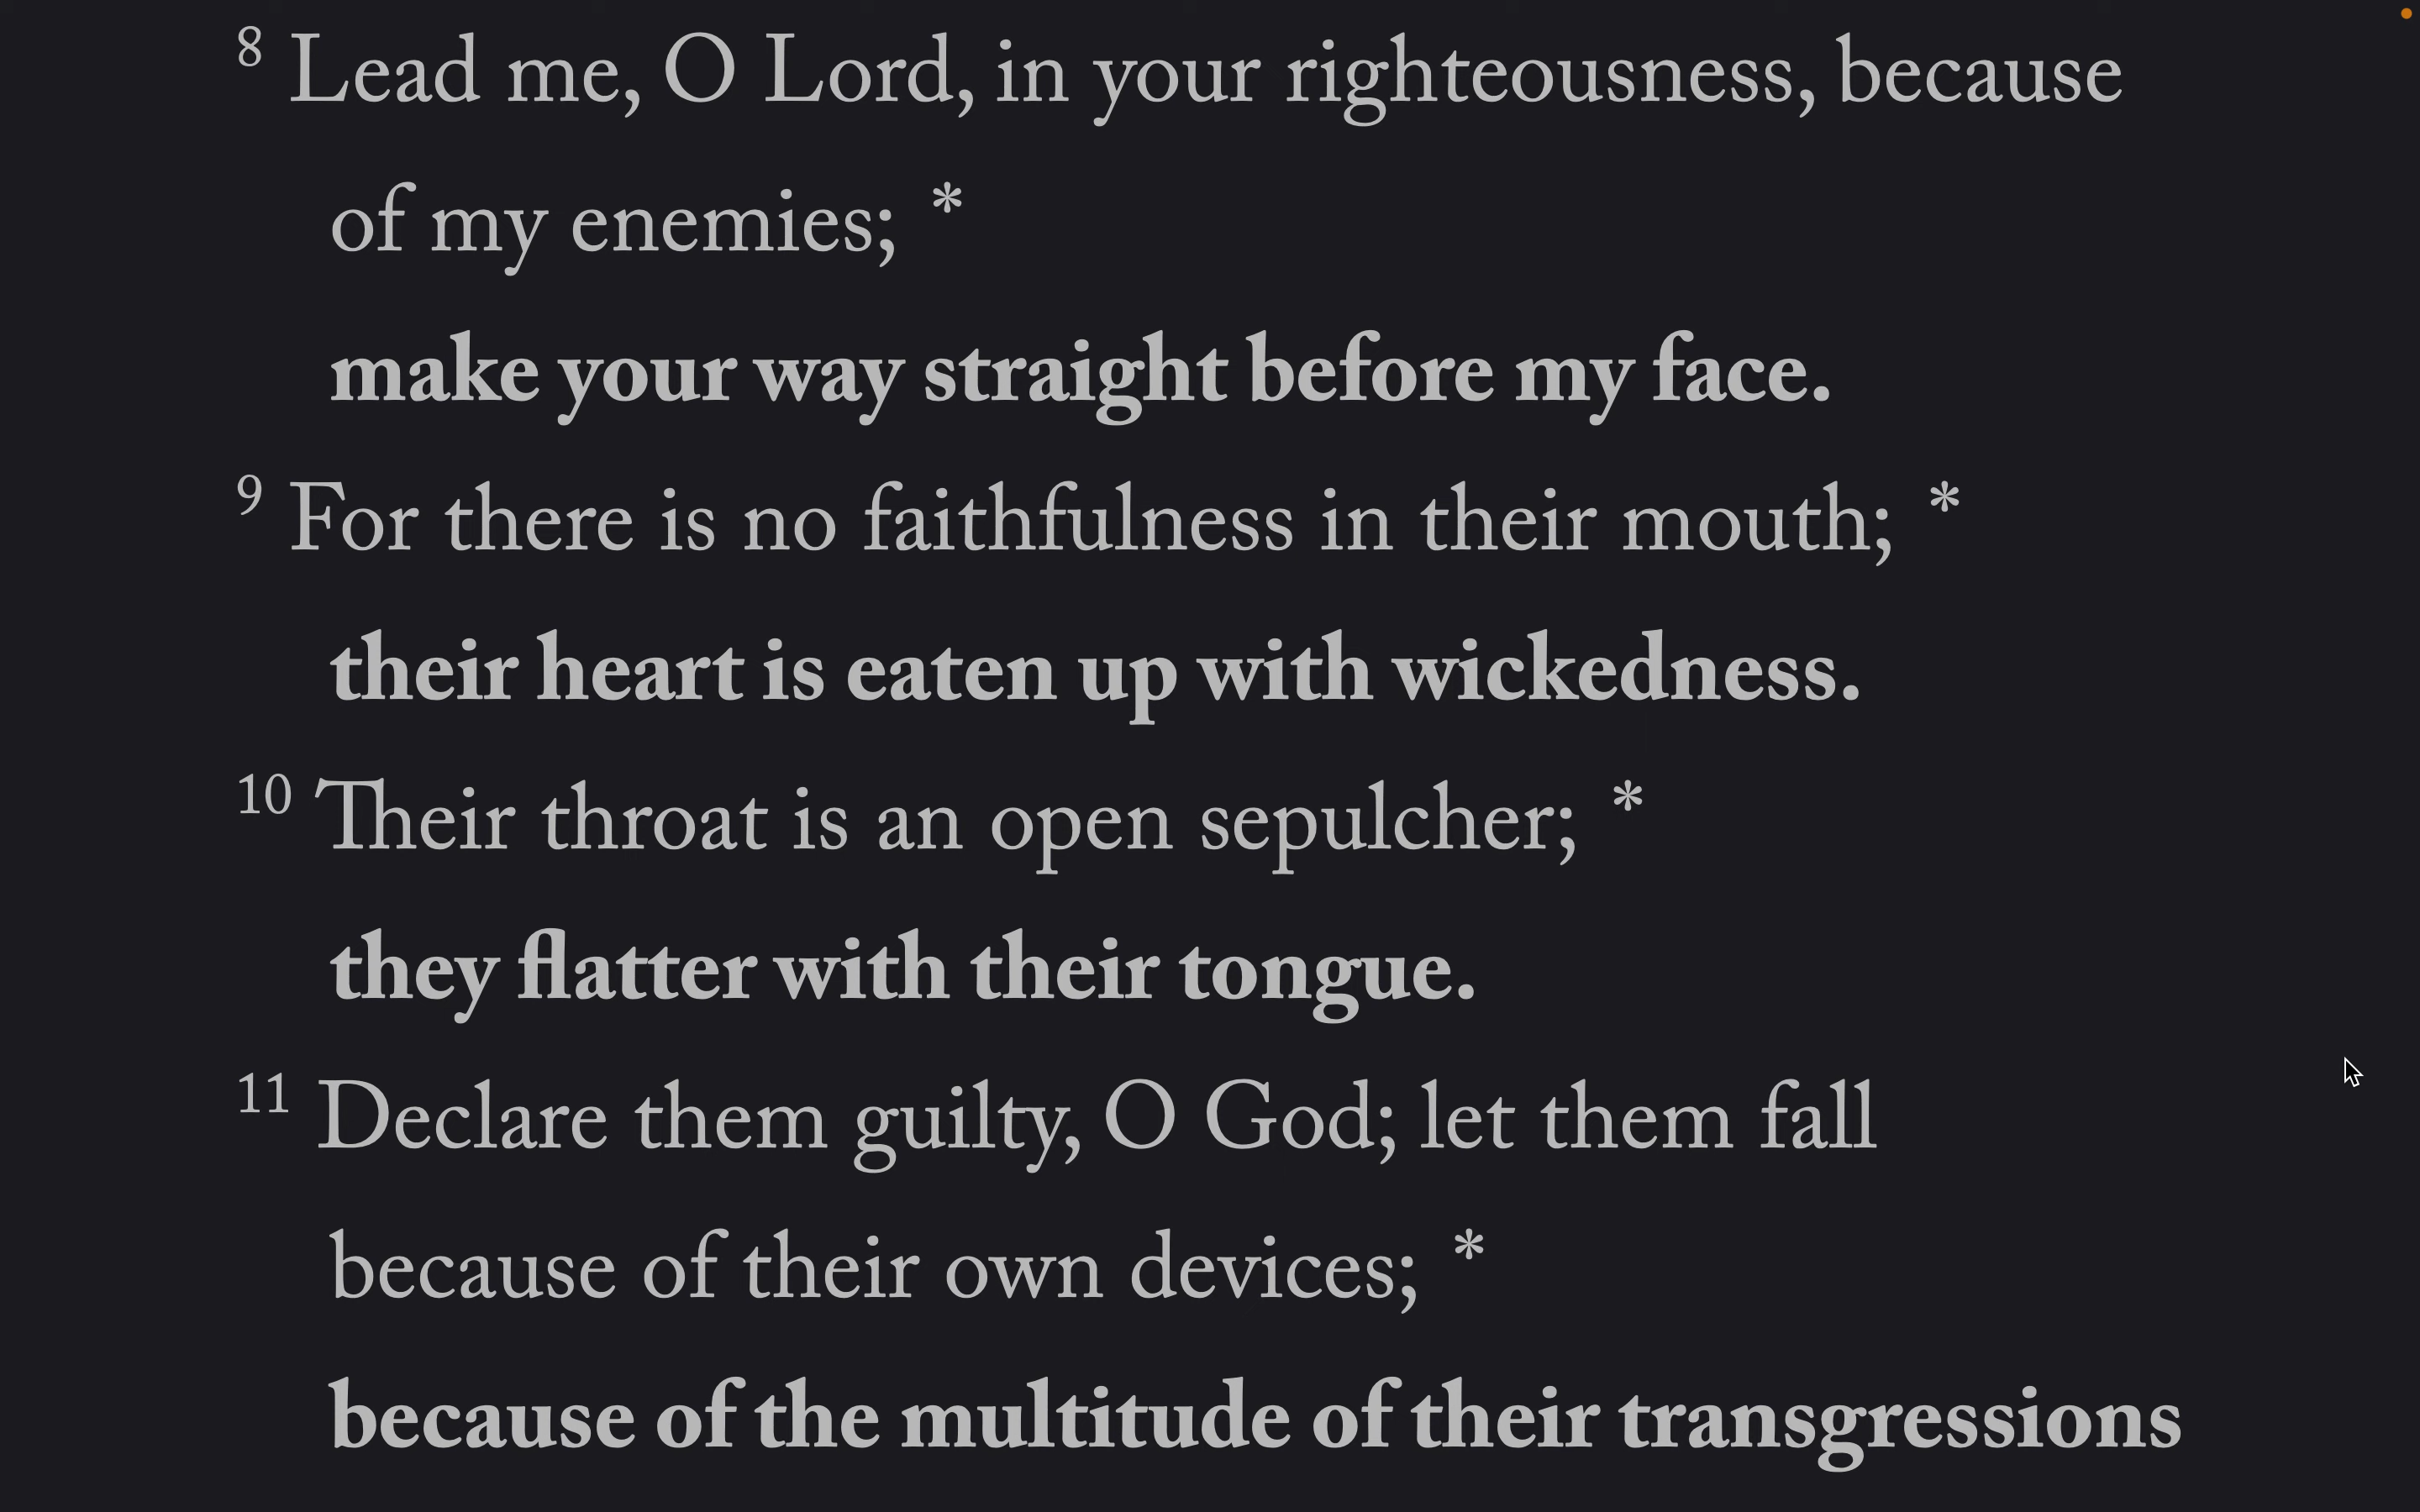 8 Lead me, O Lord, in your righteousness, because
of my enemies; *
make your way straight before my face.
9 For there is no faithfulness in their mouth; *
their heart is eaten up with wickedness.
10 Their throat is an open sepulcher; *
they flatter with their tongue.
11 Declare them guilty, O God; let them fall
because of their own devices; *
because of the multitude of their transgressions